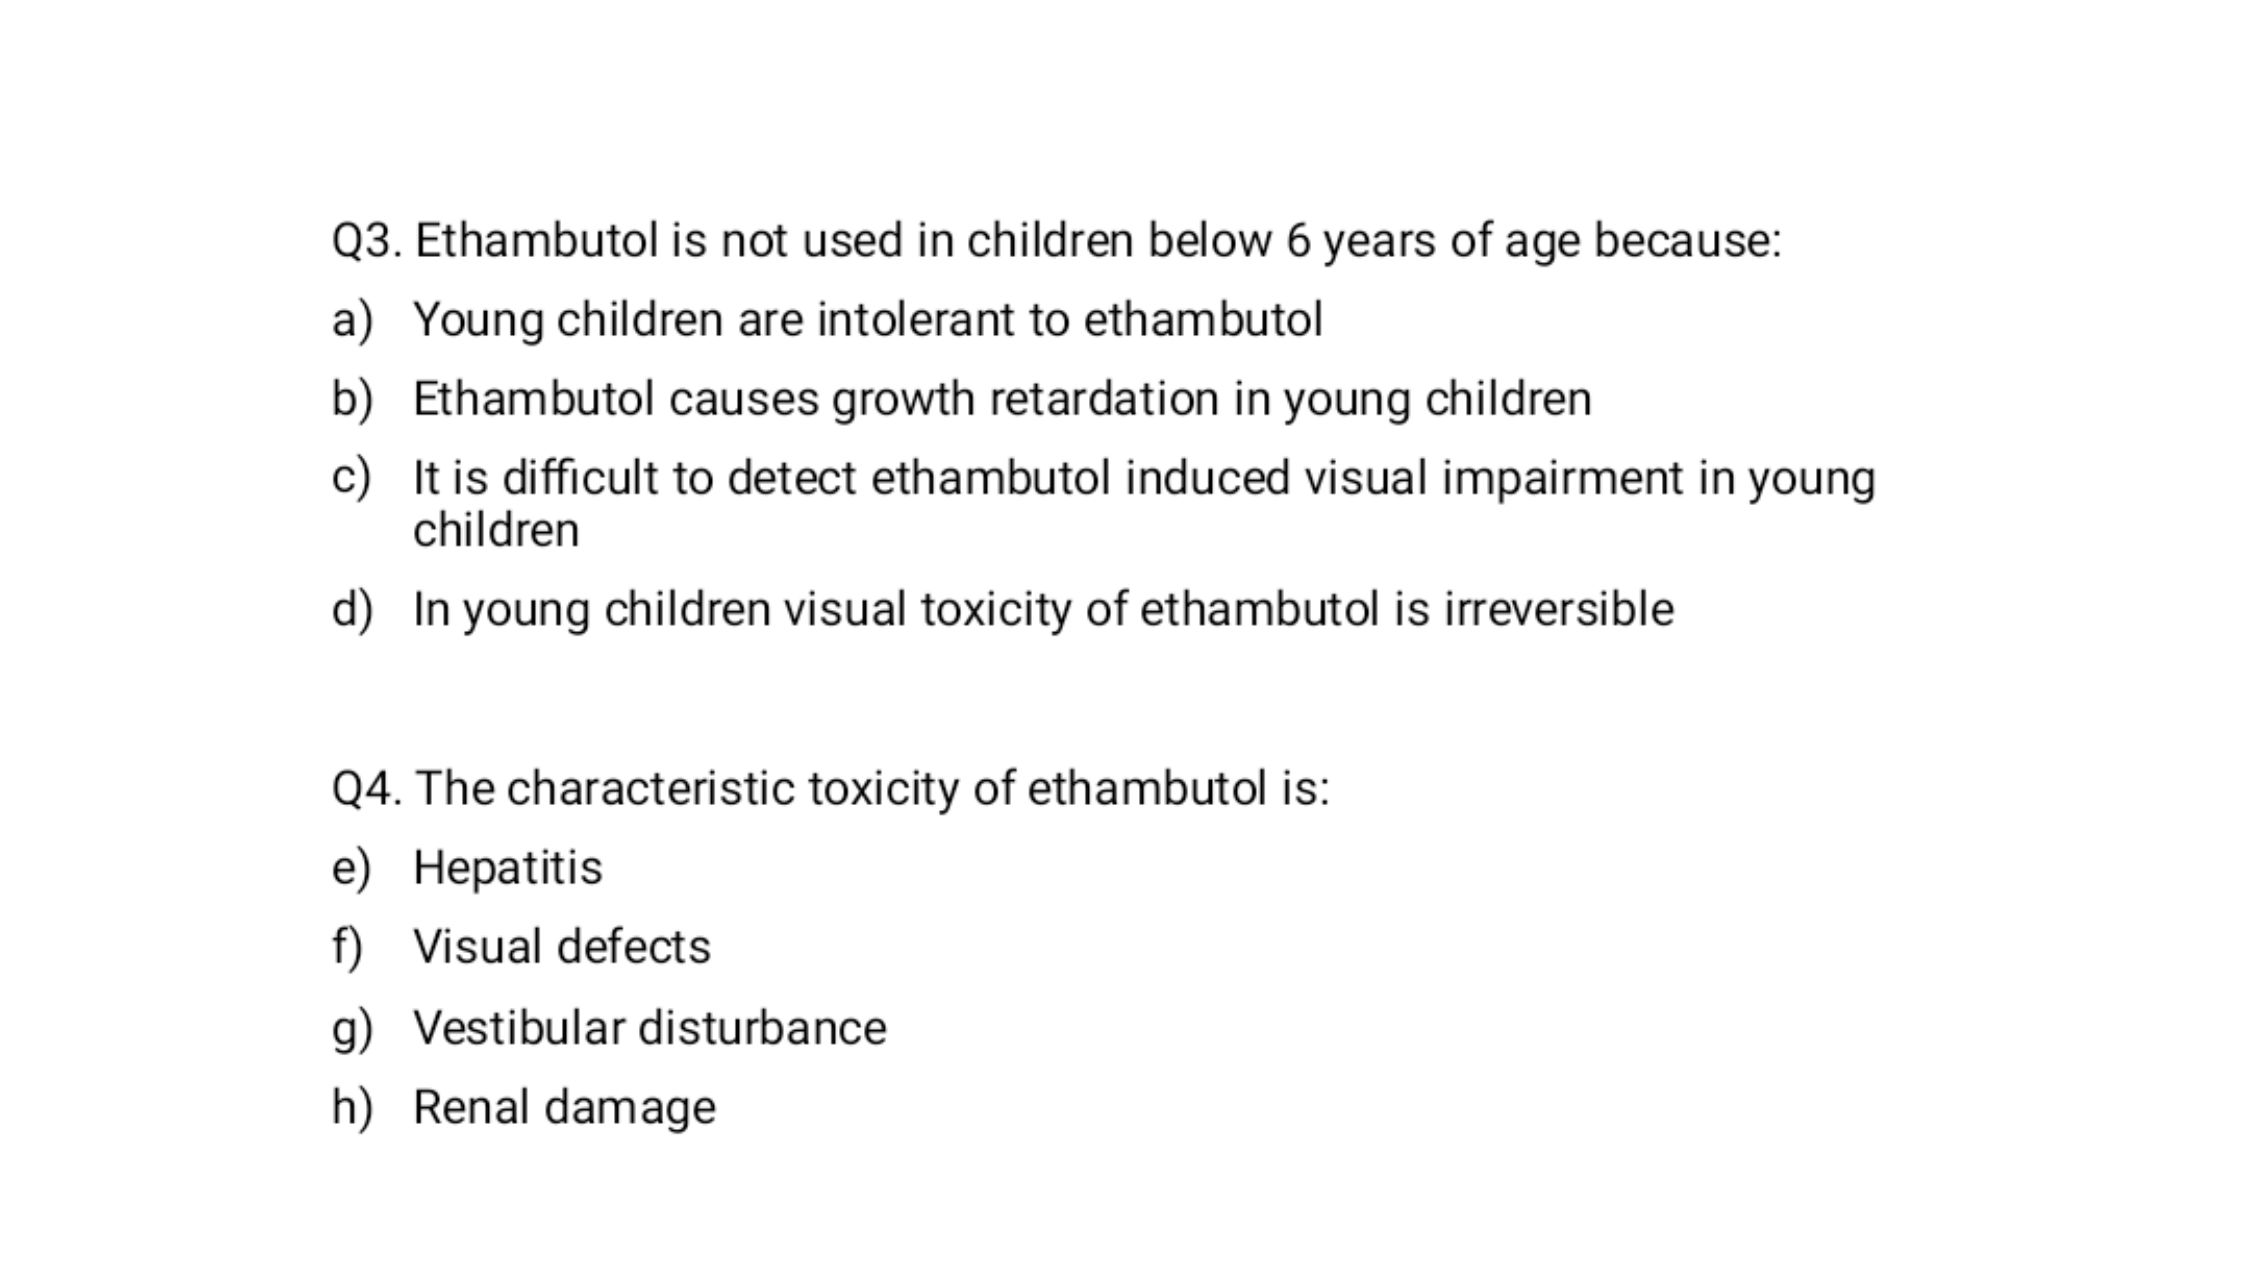 Q3. Ethambutol is not used in children below 6 years of age because:
a) Young children are intolerant to ethambutol
b) Ethambutol causes growth retardation in young children
c) It is difficult to detect ethambutol induced visual impairment in young
children
d) In young children visual toxicity of ethambutol is irreversible
Q4. The characteristic toxicity of ethambutol is:
e) Hepatitis
f) Visual defects
g) Vestibular disturbance
h) Renal damage